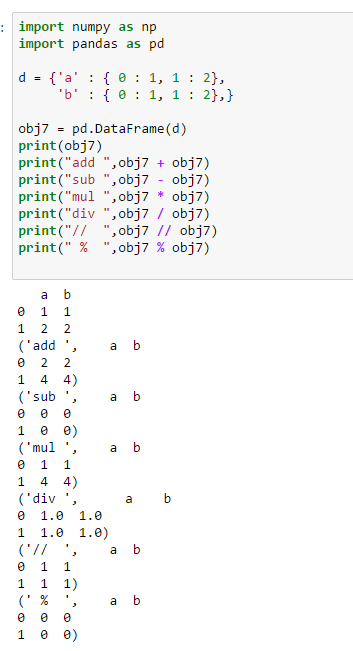 : import numpy as np
import pandas as pd
d = {'a' : { 0 : 1, 1 : 2},
     'b' : { 0 : 1, 1 : 2},}
obj7 = pd.DataFrame(d)
print(obj7)
print("add ",obj7 + obj7)
print("sub ",obj7 - obj7)
print("mul ",obj7 * obj7)
print("div ",obj7 / obj7)
print("//  ",obj7 // obj7)
print(" %  ",obj7 % obj7)
   a  b
0  1  1
1  2  2
('add ',    a  b
0  2  2
1  4  4)
('sub ',    a  b
0  0  0
1  0  0)
('mul ',    a  b
0  1  1
1  4  4)
('div ',      a    b
0  1.0  1.0
1  1.0  1.0)
('//  ',    a  b
0  1  1
1  1  1)
(' %  ',    a  b
0  0  0
1  0  0)